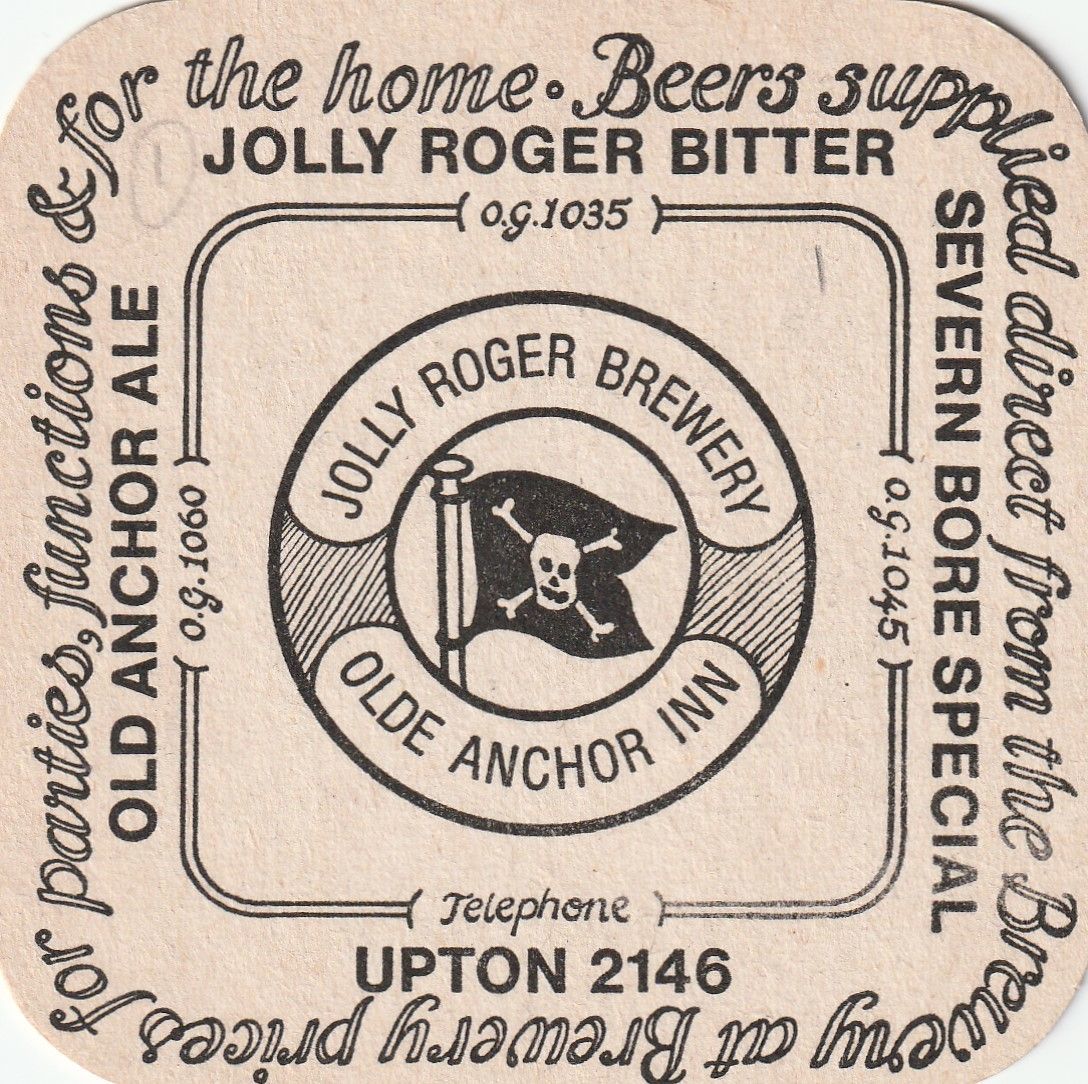 Beers supplied direct from the Brewery at Brewery prices for parties, functions & for the home •
JOLLY ROGER BITTER
O.G.1035
SEVERN BORE SPECIAL
O.G.1045
OLD ANCHOR ALE
O.G.1060
JOLLY ROGER BREWERY
OLDE ANCHOR INN
Telephone
UPTON 2146
1